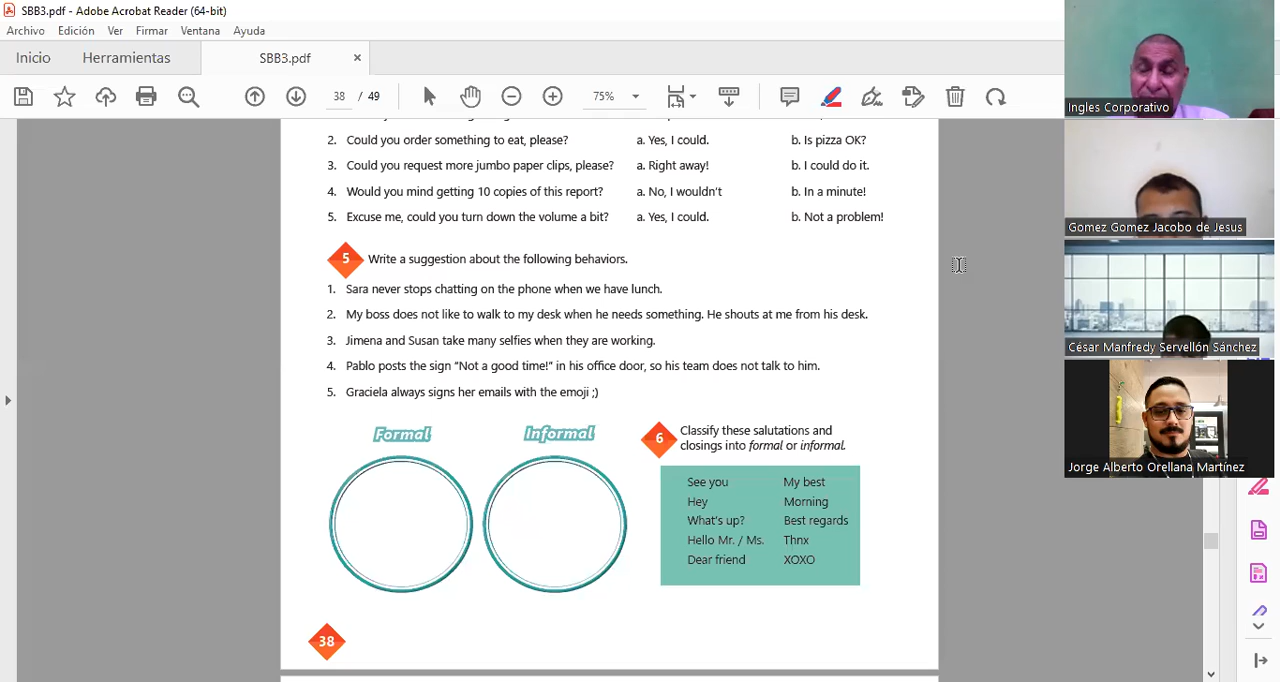 SBB3.pdf - Adobe Acrobat Reader (64-bit)
Archivo Edición Ver Firmar Ventana Ayuda
Inicio Herramientas SBB3.pdf ×
38 / 49 75%
2. Could you order something to eat, please? a. Yes, I could. b. Is pizza OK?
3. Could you request more jumbo paper clips, please? a. Right away! b. I could do it.
4. Would you mind getting 10 copies of this report? a. No, I wouldn't b. In a minute!
5. Excuse me, could you turn down the volume a bit? a. Yes, I could. b. Not a problem!
5 Write a suggestion about the following behaviors.
1. Sara never stops chatting on the phone when we have lunch.
2. My boss does not like to walk to my desk when he needs something. He shouts at me from his desk.
3. Jimena and Susan take many selfies when they are working.
4. Pablo posts the sign “Not a good time!” in his office door, so his team does not talk to him.
5. Graciela always signs her emails with the emoji ;)
Formal Informal
6 Classify these salutations and
closings into formal or informal.
See you My best
Hey Morning
What's up? Best regards
Hello Mr. / Ms. Thnx
Dear friend XOXO
38
Ingles Corporativo
Gomez Gomez Jacobo de Jesus
César Manfredy Servellón Sánchez
Jorge Alberto Orellana Martínez